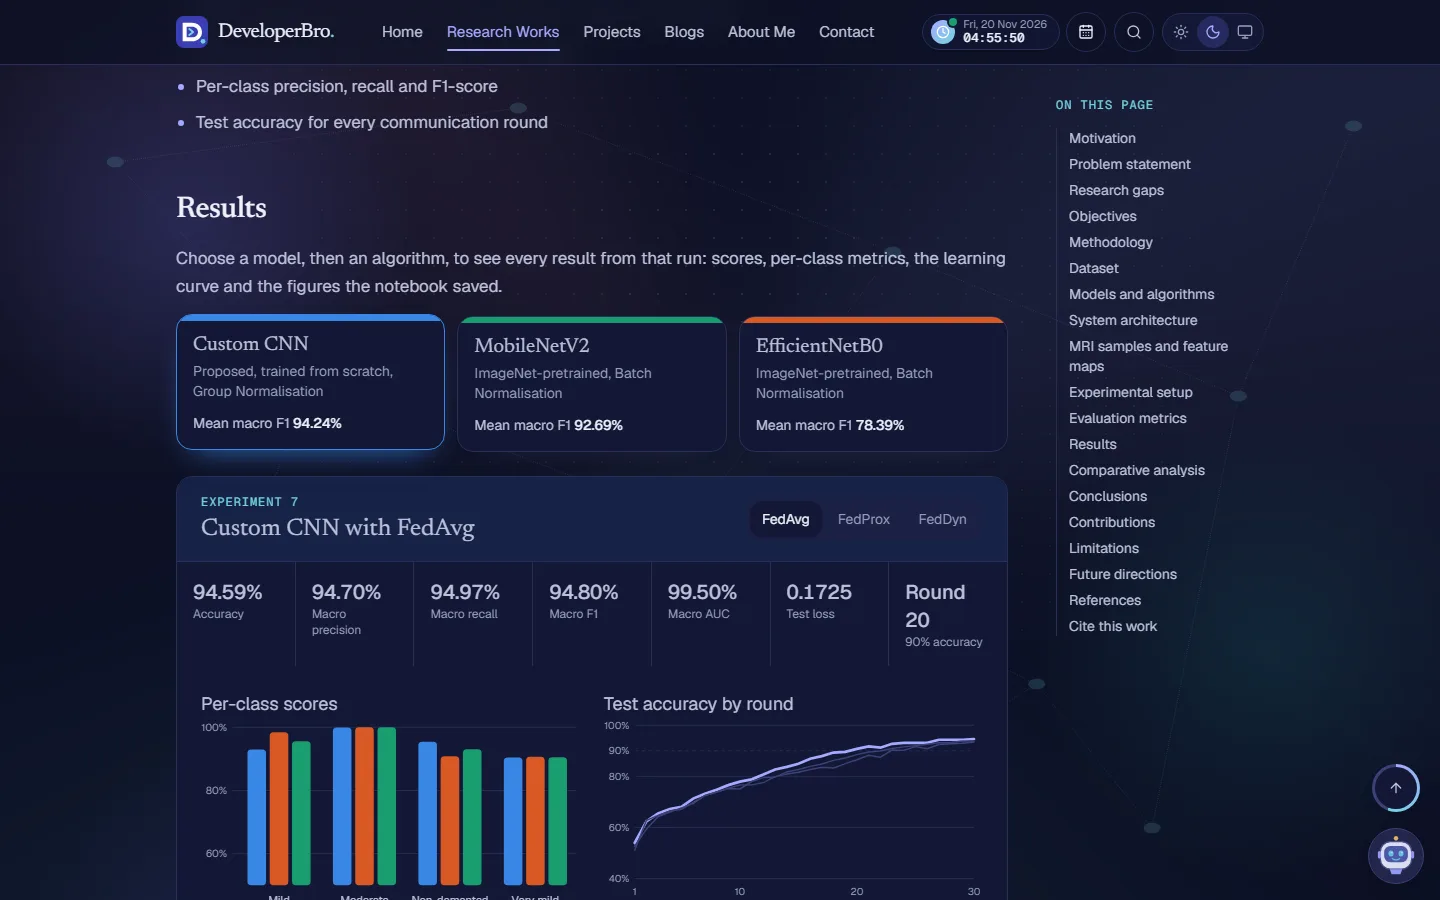 DeveloperBro.
Home
Research Works
Projects
Blogs
About Me
Contact
Fri, 20 Nov 2026
04:55:50
Per-class precision, recall and F1-score
Test accuracy for every communication round
Results
Choose a model, then an algorithm, to see every result from that run: scores, per-class metrics, the learning
curve and the figures the notebook saved.
Custom CNN
Proposed, trained from scratch,
Group Normalisation
Mean macro F1 94.24%
MobileNetV2
ImageNet-pretrained, Batch
Normalisation
Mean macro F1 92.69%
EfficientNetB0
ImageNet-pretrained, Batch
Normalisation
Mean macro F1 78.39%
EXPERIMENT 7
Custom CNN with FedAvg
FedAvg
FedProx
FedDyn
94.59%
Accuracy
94.70%
Macro
precision
94.97%
Macro recall
94.80%
Macro F1
99.50%
Macro AUC
0.1725
Test loss
Round
20
90% accuracy
Per-class scores
100%
80%
60%
Mild
Moderate
Non-demented
Very mild
Test accuracy by round
100%
90%
80%
60%
40%
1
10
20
30
ON THIS PAGE
Motivation
Problem statement
Research gaps
Objectives
Methodology
Dataset
Models and algorithms
System architecture
MRI samples and feature
maps
Experimental setup
Evaluation metrics
Results
Comparative analysis
Conclusions
Contributions
Limitations
Future directions
References
Cite this work